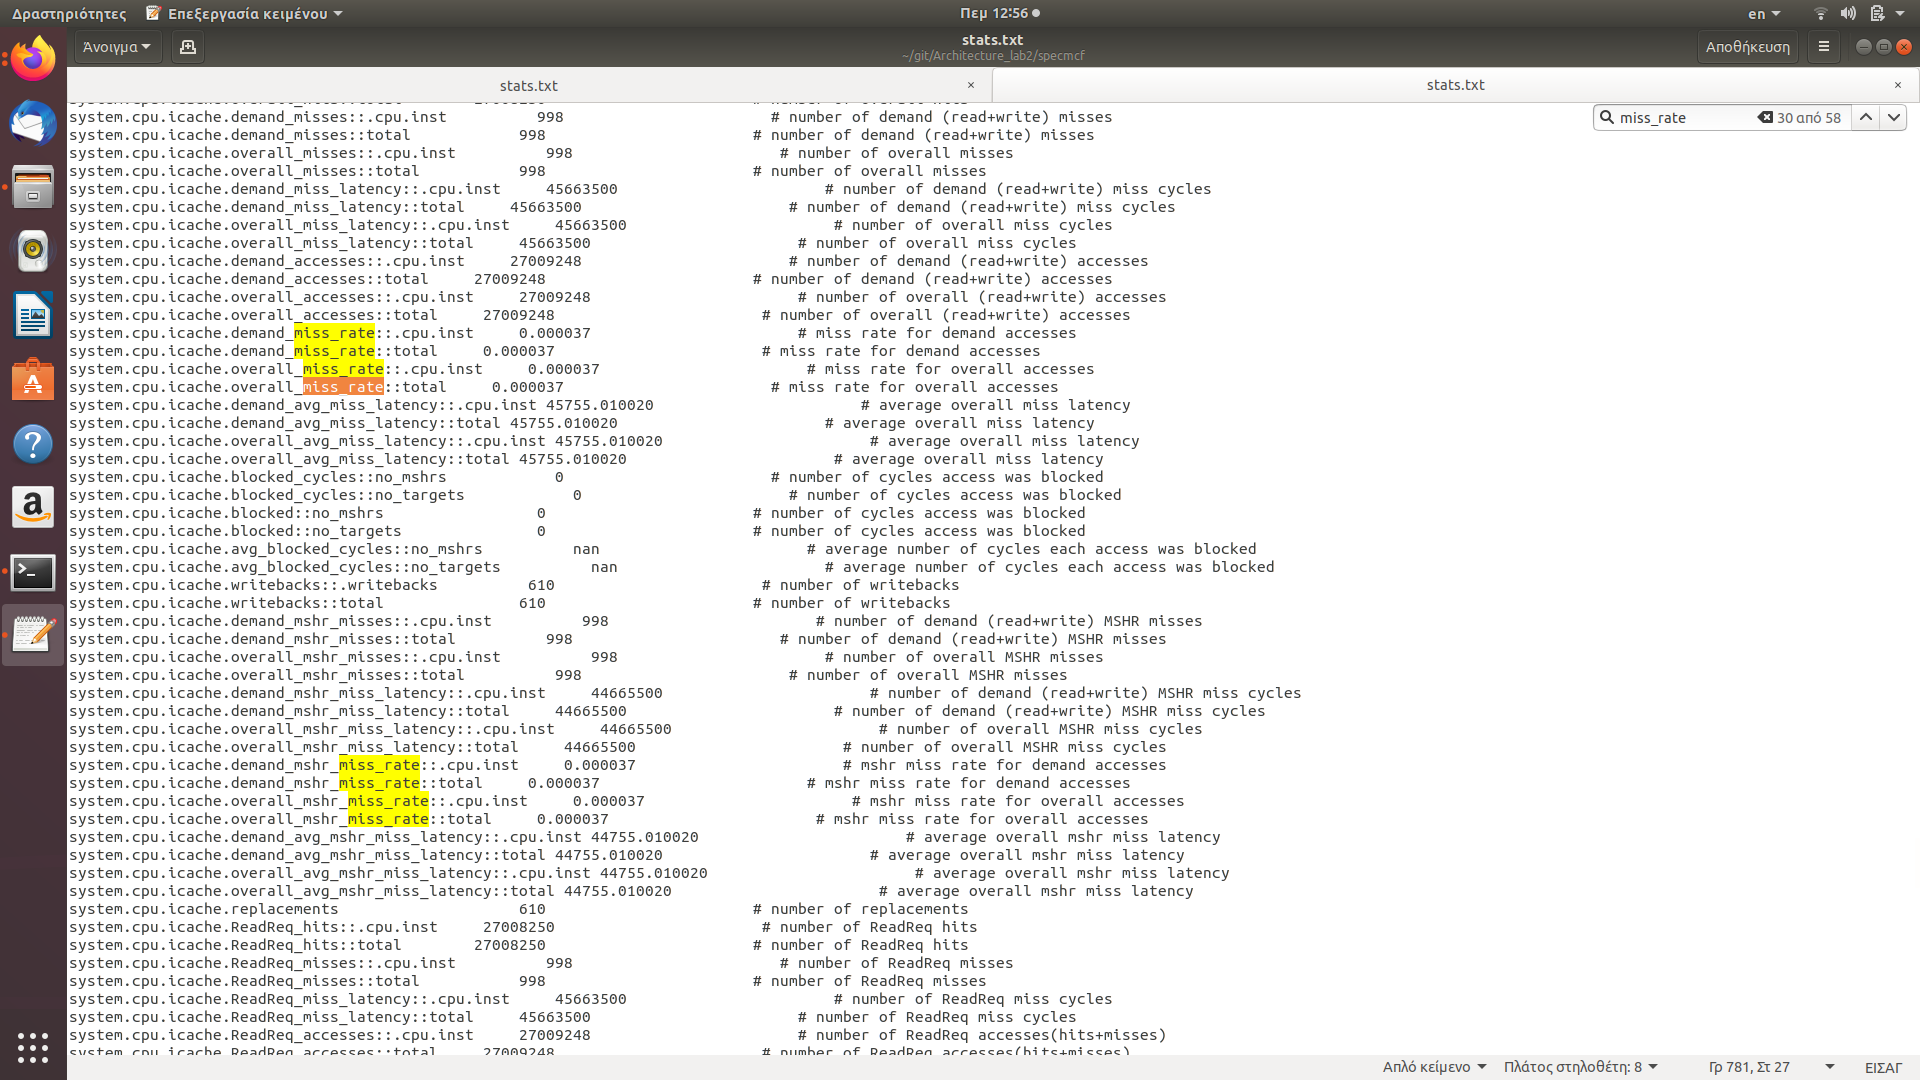 Δραστηριότητες
Επεξεργασία κειμένου
Πεμ 12:56
en
Άνοιγμα
stats.txt
~/git/Architecture_lab2/specmcf
Αποθήκευση
stats.txt
stats.txt
miss_rate 30 από 58
system.cpu.icache.demand_misses::.cpu.inst 998 # number of demand (read+write) misses
system.cpu.icache.demand_misses::total 998 # number of demand (read+write) misses
system.cpu.icache.overall_misses::.cpu.inst 998 # number of overall misses
system.cpu.icache.overall_misses::total 998 # number of overall misses
system.cpu.icache.demand_miss_latency::.cpu.inst 45663500 # number of demand (read+write) miss cycles
system.cpu.icache.demand_miss_latency::total 45663500 # number of demand (read+write) miss cycles
system.cpu.icache.overall_miss_latency::.cpu.inst 45663500 # number of overall miss cycles
system.cpu.icache.overall_miss_latency::total 45663500 # number of overall miss cycles
system.cpu.icache.demand_accesses::.cpu.inst 27009248 # number of demand (read+write) accesses
system.cpu.icache.demand_accesses::total 27009248 # number of demand (read+write) accesses
system.cpu.icache.overall_accesses::.cpu.inst 27009248 # number of overall (read+write) accesses
system.cpu.icache.overall_accesses::total 27009248 # number of overall (read+write) accesses
system.cpu.icache.demand_miss_rate::.cpu.inst 0.000037 # miss rate for demand accesses
system.cpu.icache.demand_miss_rate::total 0.000037 # miss rate for demand accesses
system.cpu.icache.overall_miss_rate::.cpu.inst 0.000037 # miss rate for overall accesses
system.cpu.icache.overall_miss_rate::total 0.000037 # miss rate for overall accesses
system.cpu.icache.demand_avg_miss_latency::.cpu.inst 45755.010020 # average overall miss latency
system.cpu.icache.demand_avg_miss_latency::total 45755.010020 # average overall miss latency
system.cpu.icache.overall_avg_miss_latency::.cpu.inst 45755.010020 # average overall miss latency
system.cpu.icache.overall_avg_miss_latency::total 45755.010020 # average overall miss latency
system.cpu.icache.blocked_cycles::no_mshrs 0 # number of cycles access was blocked
system.cpu.icache.blocked_cycles::no_targets 0 # number of cycles access was blocked
system.cpu.icache.blocked::no_mshrs 0 # number of cycles access was blocked
system.cpu.icache.blocked::no_targets 0 # number of cycles access was blocked
system.cpu.icache.avg_blocked_cycles::no_mshrs nan # average number of cycles each access was blocked
system.cpu.icache.avg_blocked_cycles::no_targets nan # average number of cycles each access was blocked
system.cpu.icache.writebacks::.writebacks 610 # number of writebacks
system.cpu.icache.writebacks::total 610 # number of writebacks
system.cpu.icache.demand_mshr_misses::.cpu.inst 998 # number of demand (read+write) MSHR misses
system.cpu.icache.demand_mshr_misses::total 998 # number of demand (read+write) MSHR misses
system.cpu.icache.overall_mshr_misses::.cpu.inst 998 # number of overall MSHR misses
system.cpu.icache.overall_mshr_misses::total 998 # number of overall MSHR misses
system.cpu.icache.demand_mshr_miss_latency::.cpu.inst 44665500 # number of demand (read+write) MSHR miss cycles
system.cpu.icache.demand_mshr_miss_latency::total 44665500 # number of demand (read+write) MSHR miss cycles
system.cpu.icache.overall_mshr_miss_latency::.cpu.inst 44665500 # number of overall MSHR miss cycles
system.cpu.icache.overall_mshr_miss_latency::total 44665500 # number of overall MSHR miss cycles
system.cpu.icache.demand_mshr_miss_rate::.cpu.inst 0.000037 # mshr miss rate for demand accesses
system.cpu.icache.demand_mshr_miss_rate::total 0.000037 # mshr miss rate for demand accesses
system.cpu.icache.overall_mshr_miss_rate::.cpu.inst 0.000037 # mshr miss rate for overall accesses
system.cpu.icache.overall_mshr_miss_rate::total 0.000037 # mshr miss rate for overall accesses
system.cpu.icache.demand_avg_mshr_miss_latency::.cpu.inst 44755.010020 # average overall mshr miss latency
system.cpu.icache.demand_avg_mshr_miss_latency::total 44755.010020 # average overall mshr miss latency
system.cpu.icache.overall_avg_mshr_miss_latency::.cpu.inst 44755.010020 # average overall mshr miss latency
system.cpu.icache.overall_avg_mshr_miss_latency::total 44755.010020 # average overall mshr miss latency
system.cpu.icache.replacements 610 # number of replacements
system.cpu.icache.ReadReq_hits::.cpu.inst 27008250 # number of ReadReq hits
system.cpu.icache.ReadReq_hits::total 27008250 # number of ReadReq hits
system.cpu.icache.ReadReq_misses::.cpu.inst 998 # number of ReadReq misses
system.cpu.icache.ReadReq_misses::total 998 # number of ReadReq misses
system.cpu.icache.ReadReq_miss_latency::.cpu.inst 45663500 # number of ReadReq miss cycles
system.cpu.icache.ReadReq_miss_latency::total 45663500 # number of ReadReq miss cycles
system.cpu.icache.ReadReq_accesses::.cpu.inst 27009248 # number of ReadReq accesses(hits+misses)
system.cpu.icache.ReadReq_accesses::total 27009248 # number of ReadReq accesses(hits+misses)
Απλό κείμενο
Πλάτος στηλοθέτη: 8
Γρ 781, Στ 27
ΕΙΣΑΓ